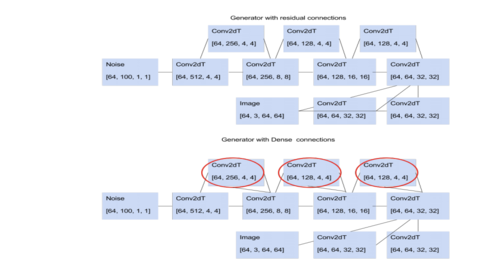 Generator with residual connections
Conv2dT
[64, 256, 4, 4]
Conv2dT
[64, 128, 4, 4]
Conv2dT
[64, 128, 4, 4]
Noise
[64, 100, 1, 1]
Conv2dT
[64, 512, 4, 4]
Conv2dT
[64, 256, 8, 8]
Conv2dT
[64, 128, 16, 16]
Conv2dT
[64, 64, 32, 32]
Image
[64, 3, 64, 64]
Conv2dT
[64, 64, 32, 32]
Conv2dT
[64, 64, 32, 32]
Generator with Dense connections
Conv2dT
[64, 256, 4, 4]
Conv2dT
[64, 128, 4, 4]
Conv2dT
[64, 128, 4, 4]
Noise
[64, 100, 1, 1]
Conv2dT
[64, 512, 4, 4]
Conv2dT
[64, 256, 8, 8]
Conv2dT
[64, 128, 16, 16]
Conv2dT
[64, 64, 32, 32]
Image
[64, 3, 64, 64]
Conv2dT
[64, 64, 32, 32]
Conv2dT
[64, 64, 32, 32]